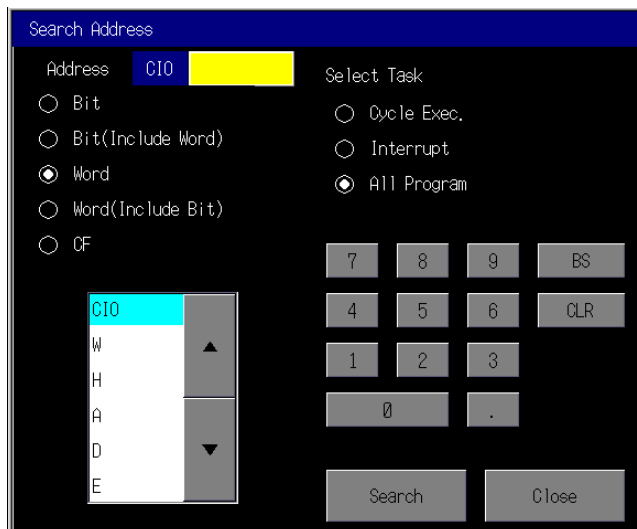 Search Address
Address CIO
Bit
Bit(Include Word)
Word
Word(Include Bit)
CF
CIO
W
H
A
D
E
Select Task
Cycle Exec.
Interrupt
All Program
7 8 9 BS
4 5 6 CLR
1 2 3
0 .
Search Close